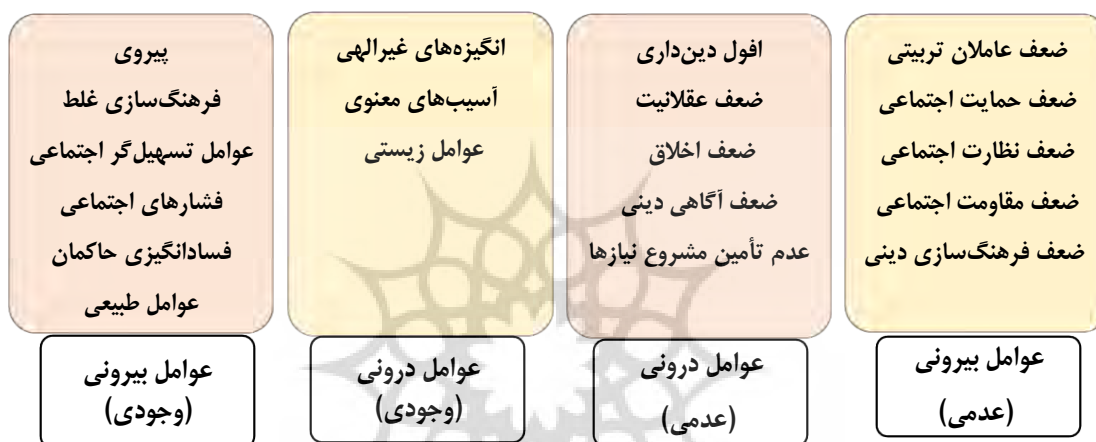 ضعف عاملان تربیتی
ضعف حمایت اجتماعی
ضعف نظارت اجتماعی
ضعف مقاومت اجتماعی
ضعف فرهنگ‌سازی دینی
عوامل بیرونی
(عدمی)
افول دین‌داری
ضعف عقلانیت
ضعف اخلاق
ضعف آگاهی دینی
عدم تأمین مشروع نیازها
عوامل درونی
(عدمی)
انگیزه‌های غیرالهی
آسیب‌های معنوی
عوامل زیستی
عوامل درونی
(وجودی)
پیروی
فرهنگ‌سازی غلط
عوامل تسهیل‌گر اجتماعی
فشارهای اجتماعی
فسادانگیزی حاکمان
عوامل طبیعی
عوامل بیرونی
(وجودی)